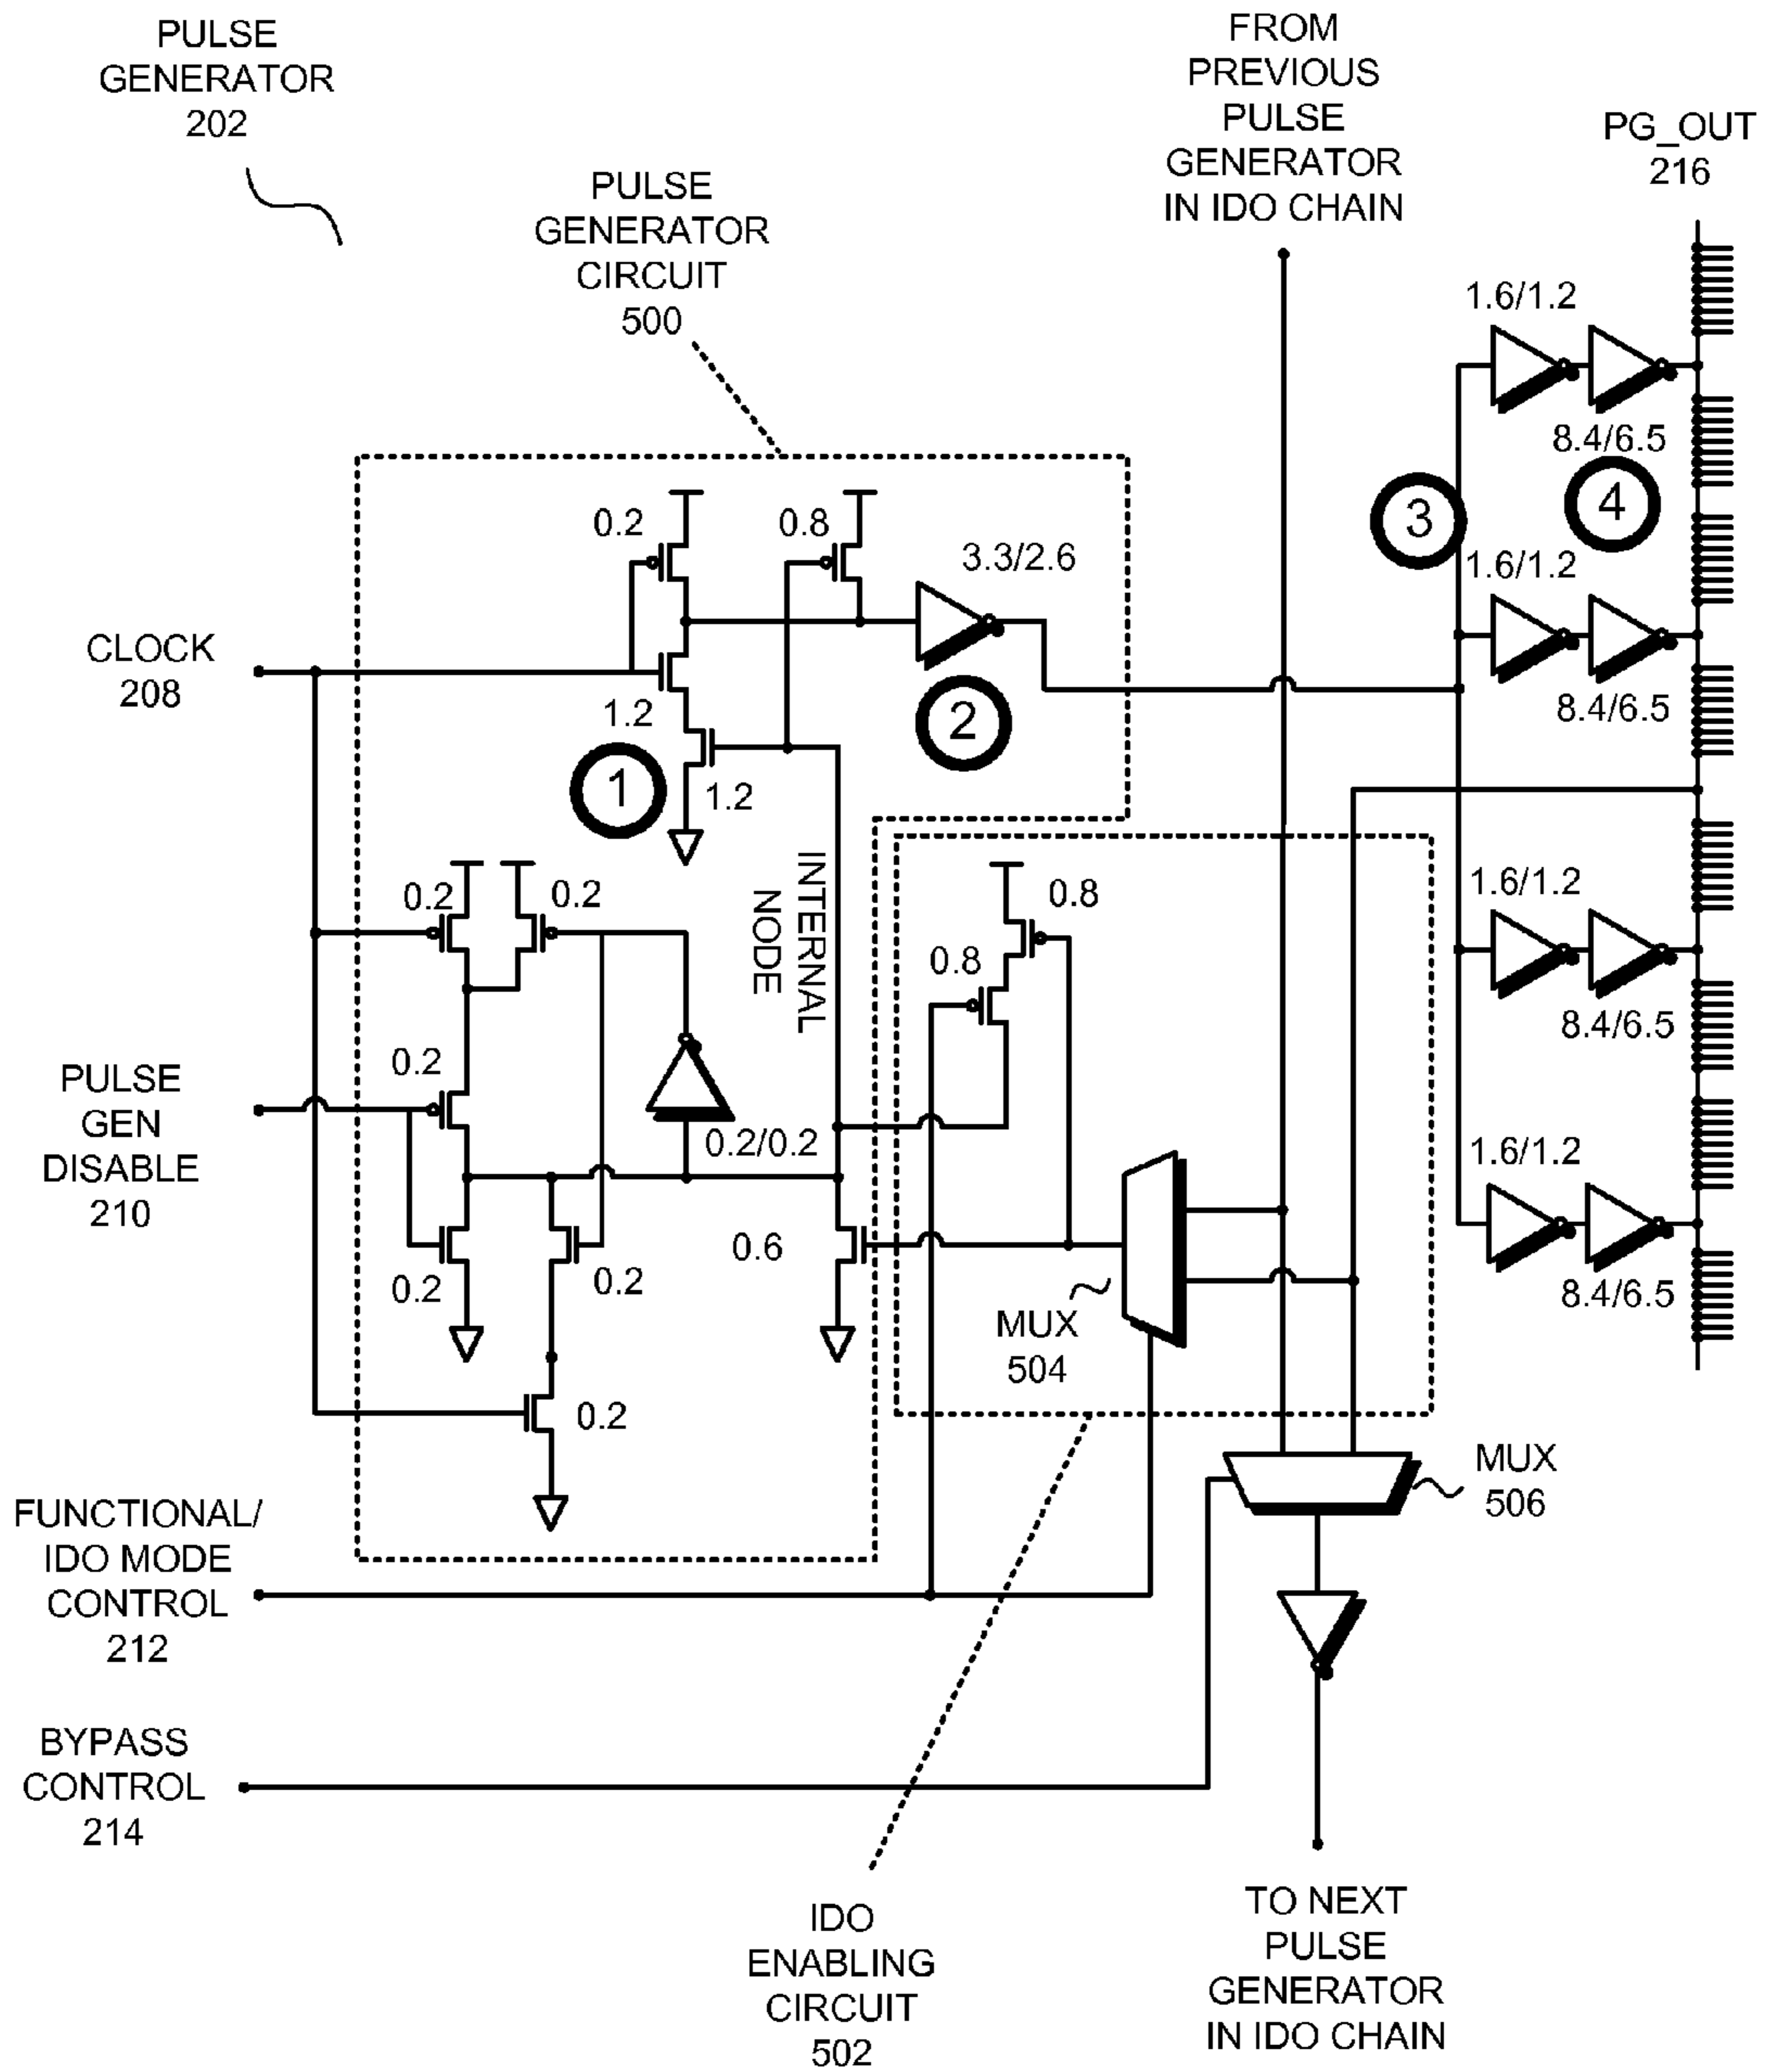 PULSE
GENERATOR
202
PULSE
GENERATOR
CIRCUIT
500
FROM
PREVIOUS
PULSE
GENERATOR
IN IDO CHAIN
PG_OUT
216
1.6/1.2
8.4/6.5
3
4
0.2
0.8
3.3/2.6
1.6/1.2
CLOCK
208
1.2
2
8.4/6.5
1
1.2
INTERNAL
NODE
0.2
0.2
0.8
0.8
1.6/1.2
8.4/6.5
PULSE
GEN
DISABLE
210
0.2
0.2/0.2
1.6/1.2
0.6
0.2
0.2
8.4/6.5
MUX
504
0.2
MUX
506
FUNCTIONAL/
IDO MODE
CONTROL
212
BYPASS
CONTROL
214
IDO
ENABLING
CIRCUIT
502
TO NEXT
PULSE
GENERATOR
IN IDO CHAIN